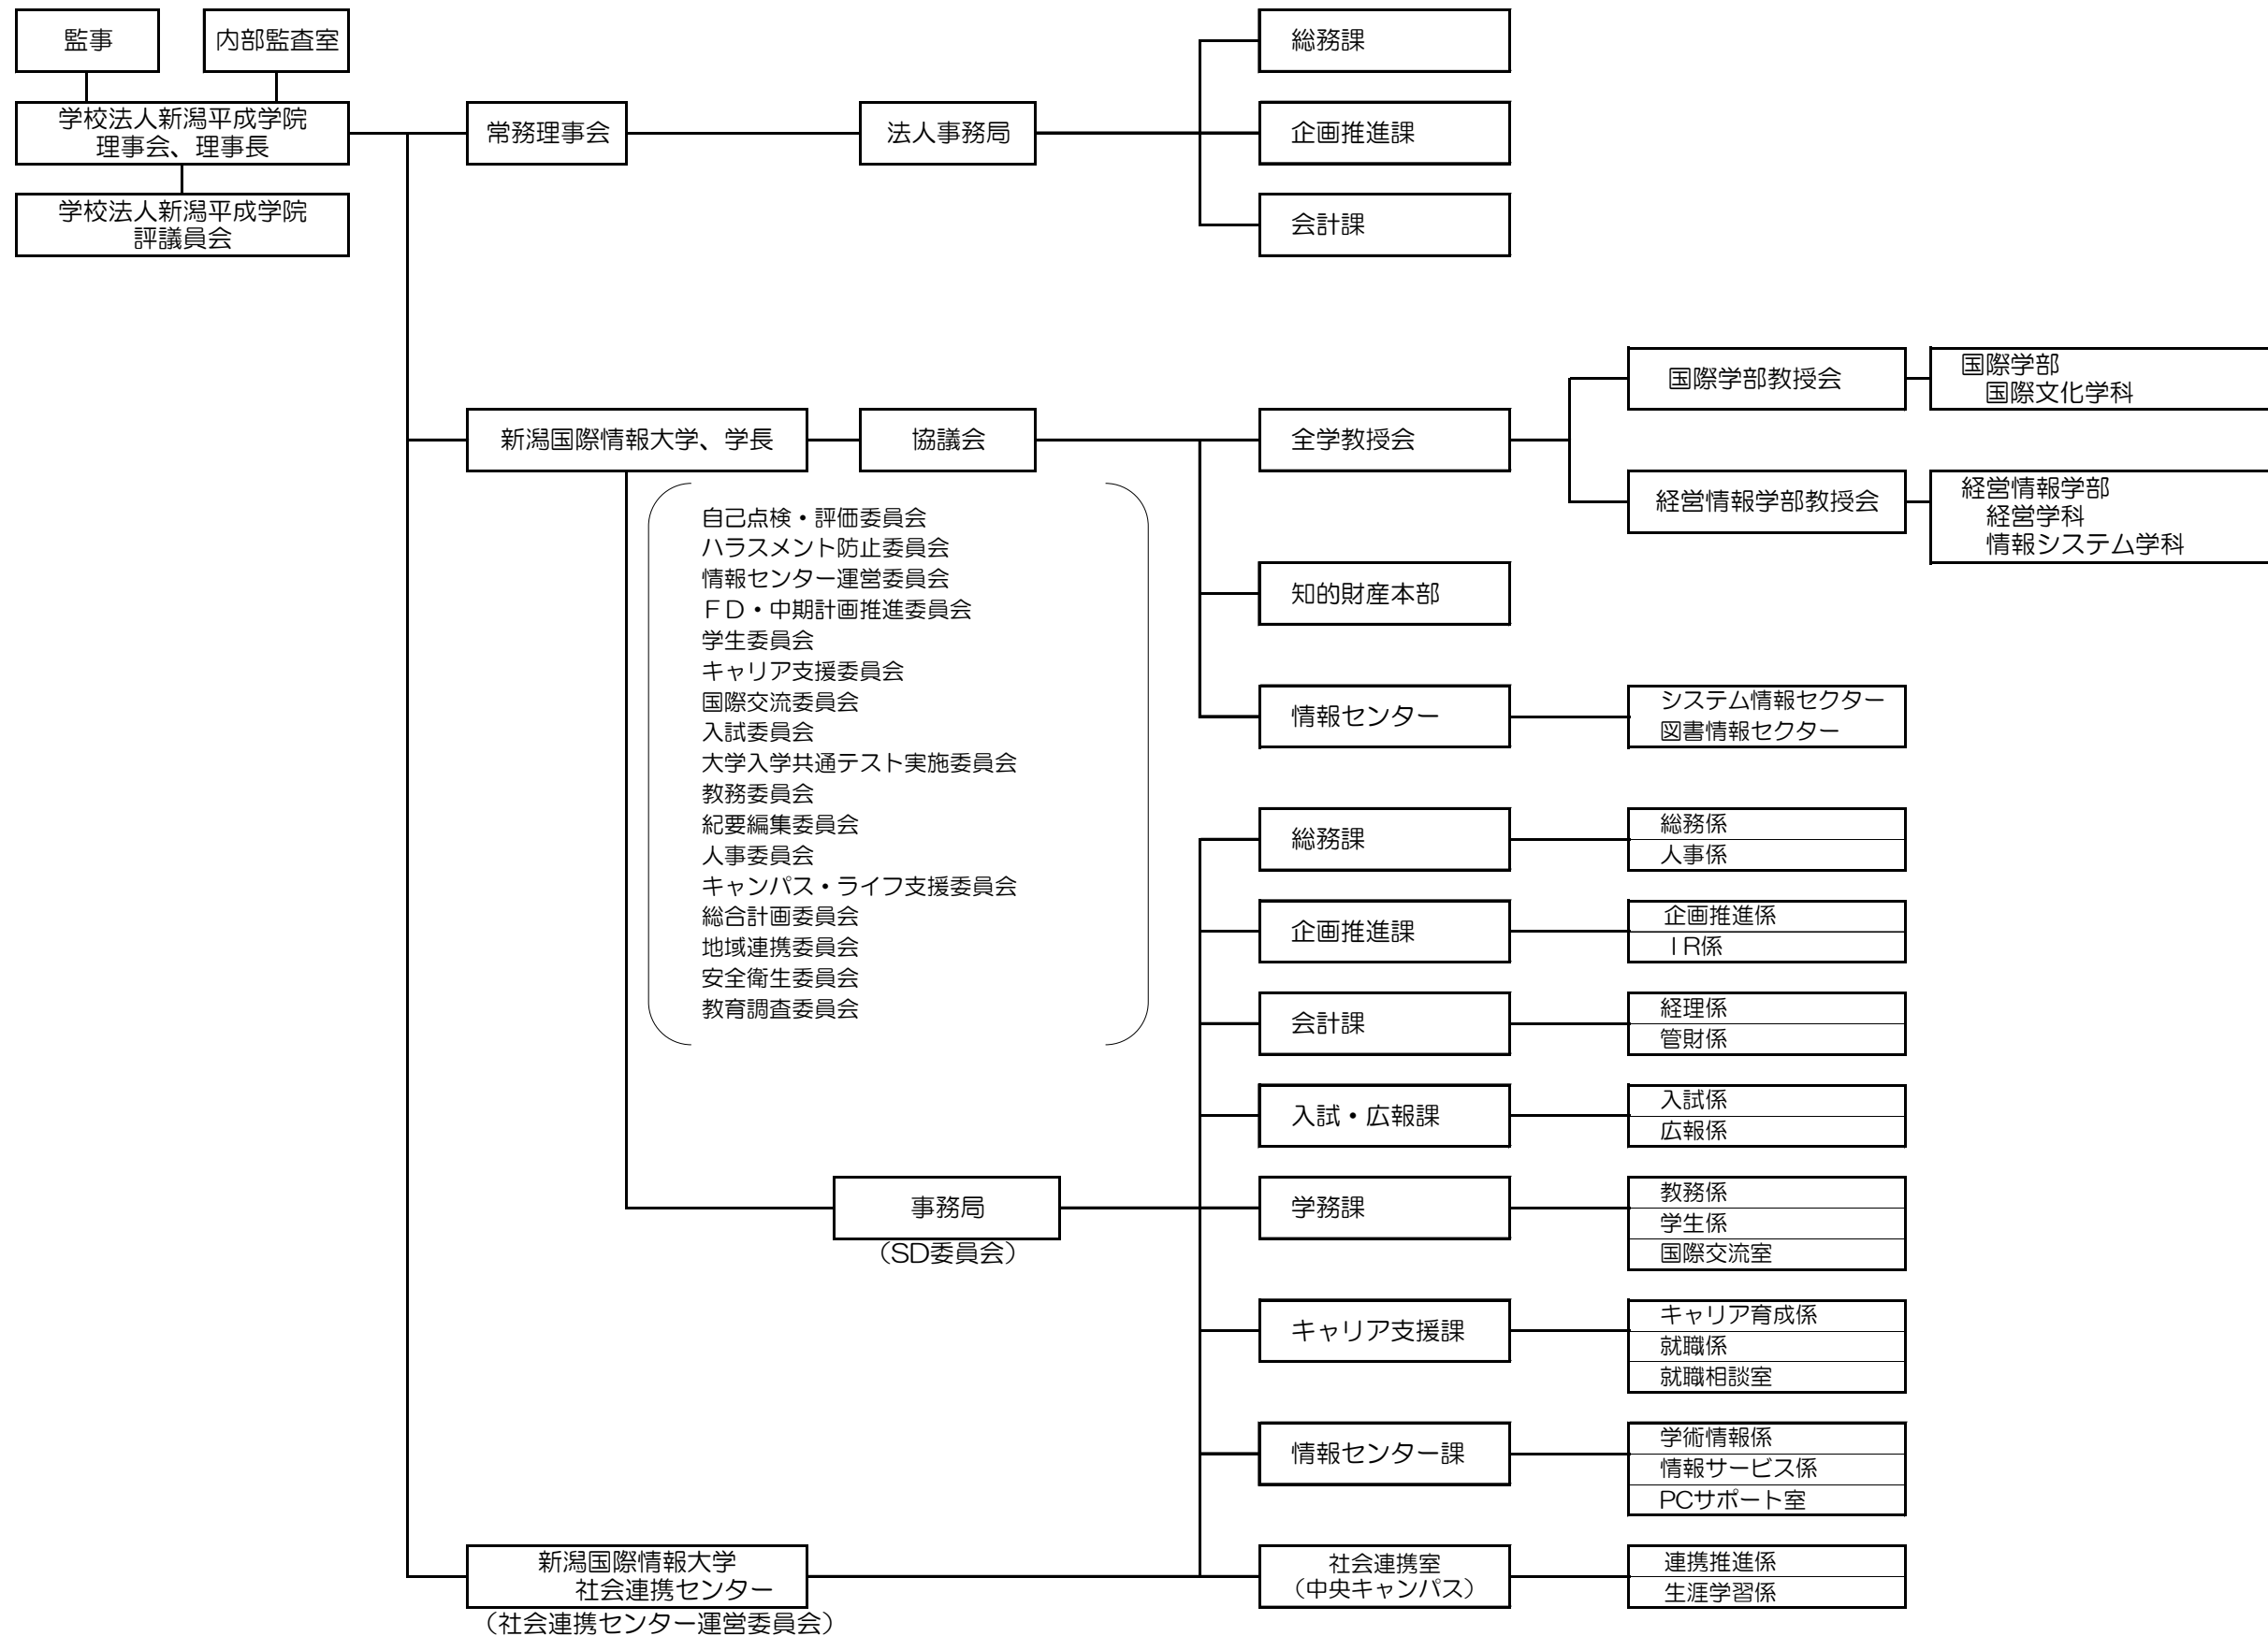 監事
内部監査室
学校法人新潟平成学院
理事会、理事長
学校法人新潟平成学院
評議員会
常務理事会
法人事務局
総務課
企画推進課
会計課
新潟国際情報大学、学長
協議会
全学教授会
国際学部教授会
国際学部
国際文化学科
経営情報学部教授会
経営情報学部
経営学科
情報システム学科
知的財産本部
情報センター
システム情報セクター
図書情報セクター
自己点検・評価委員会
ハラスメント防止委員会
情報センター運営委員会
ＦＤ・中期計画推進委員会
学生委員会
キャリア支援委員会
国際交流委員会
入試委員会
大学入学共通テスト実施委員会
教務委員会
紀要編集委員会
人事委員会
キャンパス・ライフ支援委員会
総合計画委員会
地域連携委員会
安全衛生委員会
教育調査委員会
事務局
（SD委員会）
総務課
総務係
人事係
企画推進課
企画推進係
ＩＲ係
会計課
経理係
管財係
入試・広報課
入試係
広報係
学務課
教務係
学生係
国際交流室
キャリア支援課
キャリア育成係
就職係
就職相談室
情報センター課
学術情報係
情報サービス係
PCサポート室
新潟国際情報大学
社会連携センター
（社会連携センター運営委員会）
社会連携室
（中央キャンパス）
連携推進係
生涯学習係